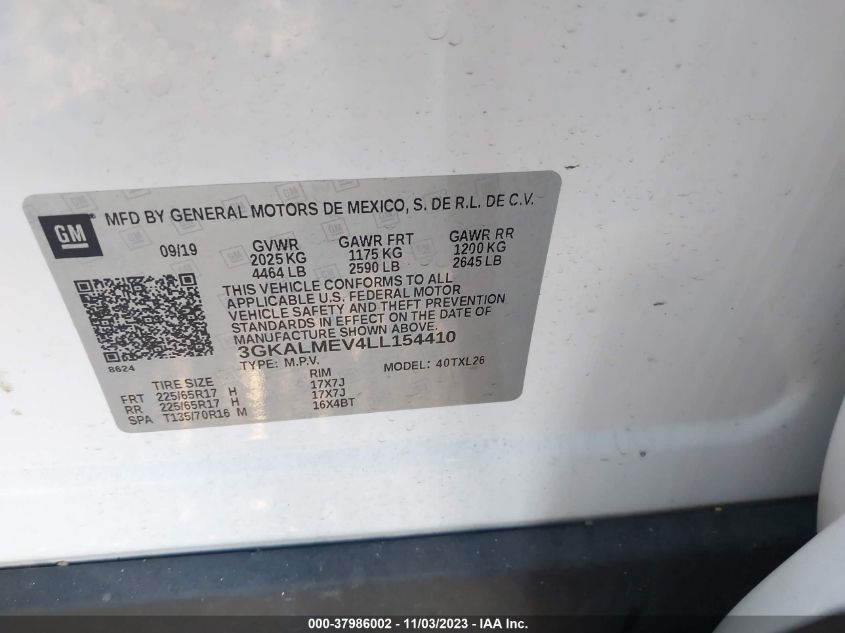 GM
MFD BY GENERAL MOTORS DE MEXICO, S. DE R.L. DE C.V.
09/19 GVWR GAWR FRT GAWR RR
2025 KG 1175 KG 1200 KG
4464 LB 2590 LB 2645 LB
THIS VEHICLE CONFORMS TO ALL
APPLICABLE U.S. FEDERAL MOTOR
VEHICLE SAFETY AND THEFT PREVENTION
STANDARDS IN EFFECT ON THE DATE OF
MANUFACTURE SHOWN ABOVE.
3GKALMEV4LL154410
8624
TYPE: M.P.V. MODEL: 40TXL26
TIRE SIZE RIM
FRT 225/65R17 H 17X7J
RR 225/65R17 H 17X7J
SPA T135/70R16 M 16X4BT
000-37986002 - 11/03/2023 - © IAA Inc.